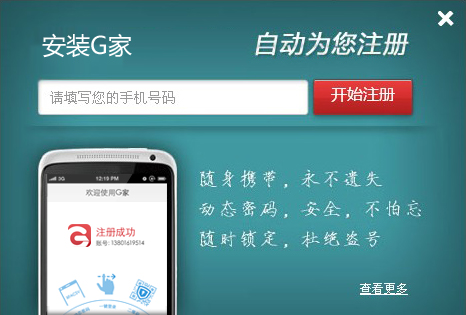 安装G家
自动为您注册
请填写您的手机号码
开始注册
3G
12:19 PM
欢迎使用G家
注册成功
账号: 13801619514
随身携带，永不遗失
动态密码，安全，不怕忘
随时锁定，杜绝盗号
查看更多